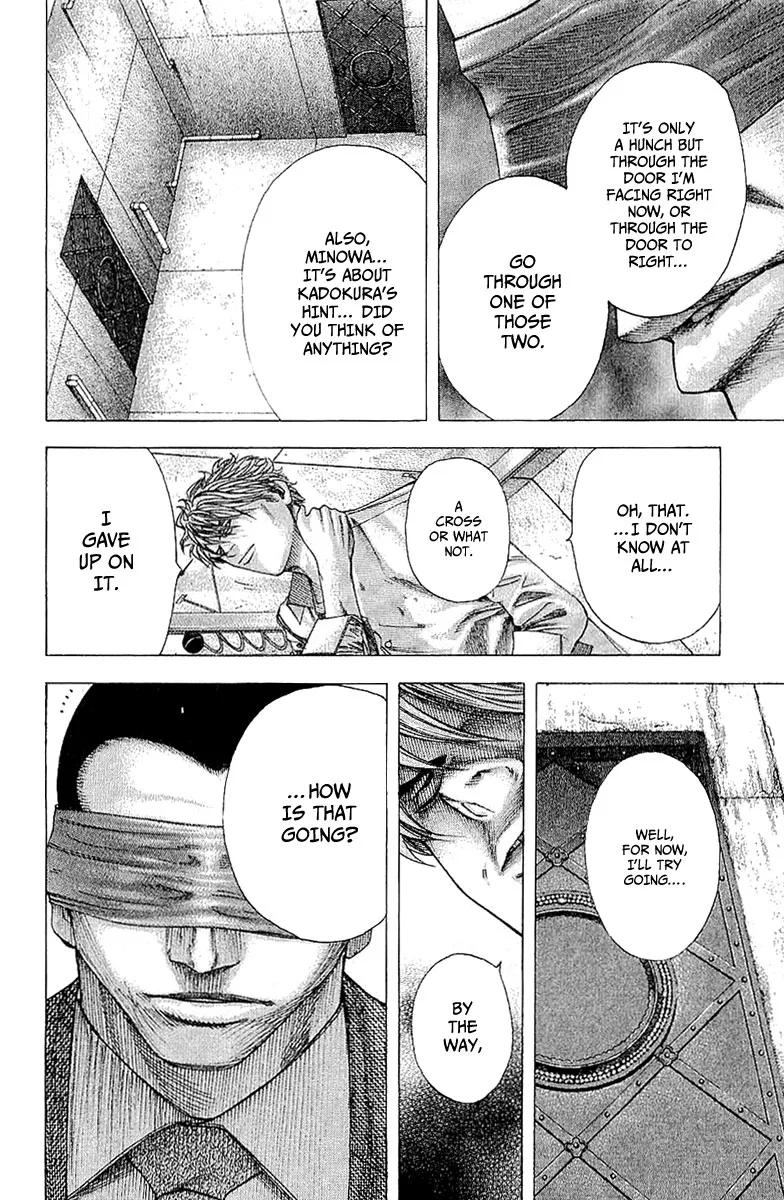 IT'S ONLY
A HUNCH BUT
THROUGH THE
DOOR I'M
FACING RIGHT
NOW, OR
THROUGH THE
DOOR TO
RIGHT...
GO
THROUGH
ONE OF
THOSE
TWO.
ALSO,
MINOWA...
IT'S ABOUT
KADOKURA'S
HINT... DID
YOU THINK OF
ANYTHING?
OH, THAT.
...I DON'T
KNOW AT
ALL...
A
CROSS
OR WHAT
NOT.
I
GAVE
UP ON
IT.
WELL,
FOR NOW,
I'LL TRY
GOING....
BY
THE
WAY,
...HOW
IS THAT
GOING?
......